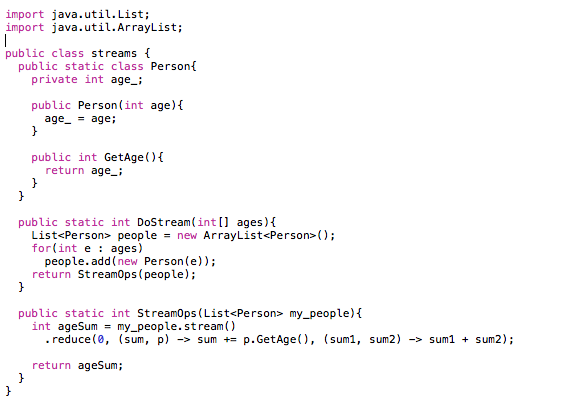 import java.util.List;
import java.util.ArrayList;

public class streams {
  public static class Person{
    private int age_;

    public Person(int age){
      age_ = age;
    }

    public int GetAge(){
      return age_;
    }
  }

  public static int DoStream(int[] ages){
    List<Person> people = new ArrayList<Person>();
    for(int e : ages)
      people.add(new Person(e));
    return StreamOps(people);
  }

  public static int StreamOps(List<Person> my_people){
    int ageSum = my_people.stream()
      .reduce(0, (sum, p) -> sum += p.GetAge(), (sum1, sum2) -> sum1 + sum2);

    return ageSum;
  }
}